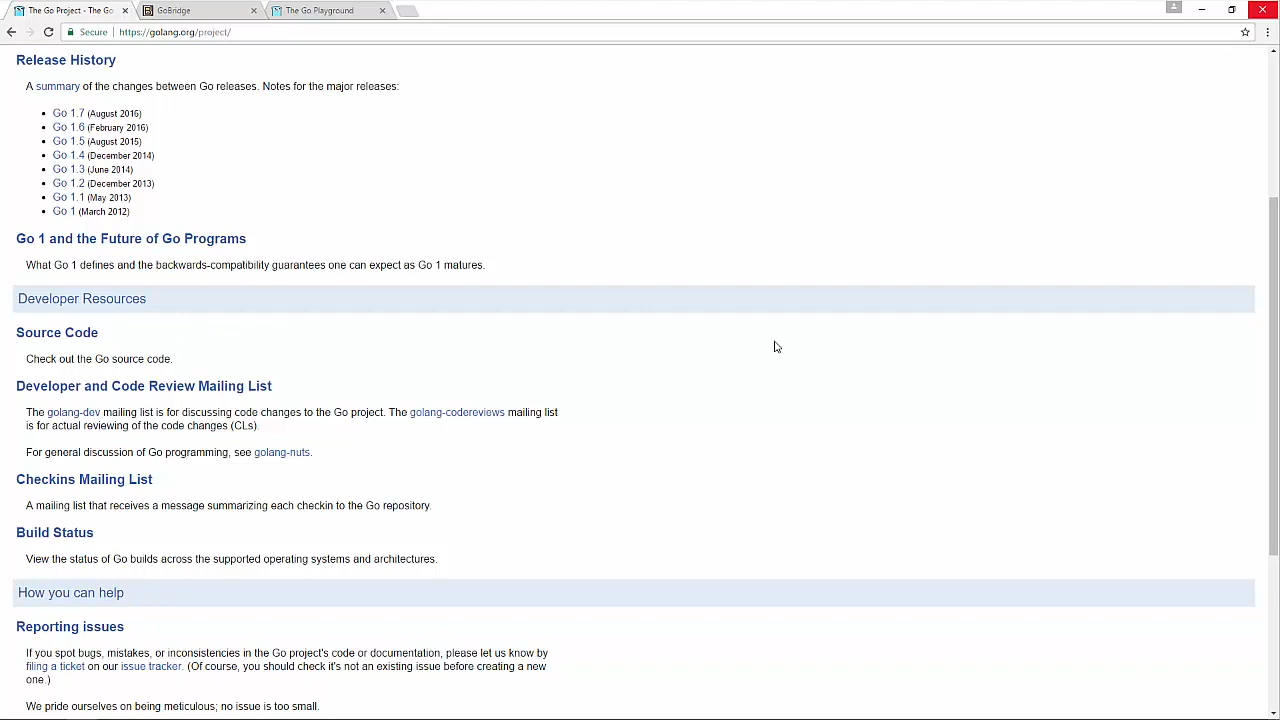 The Go Project - The Go
GoBridge
The Go Playground
Secure
https://golang.org/project/
Release History
A summary of the changes between Go releases. Notes for the major releases:
Go 1.7 (August 2016)
Go 1.6 (February 2016)
Go 1.5 (August 2015)
Go 1.4 (December 2014)
Go 1.3 (June 2014)
Go 1.2 (December 2013)
Go 1.1 (May 2013)
Go 1 (March 2012)
Go 1 and the Future of Go Programs
What Go 1 defines and the backwards-compatibility guarantees one can expect as Go 1 matures.
Developer Resources
Source Code
Check out the Go source code.
Developer and Code Review Mailing List
The golang-dev mailing list is for discussing code changes to the Go project. The golang-codereviews mailing list
is for actual reviewing of the code changes (CLs).
For general discussion of Go programming, see golang-nuts.
Checkins Mailing List
A mailing list that receives a message summarizing each checkin to the Go repository.
Build Status
View the status of Go builds across the supported operating systems and architectures.
How you can help
Reporting issues
If you spot bugs, mistakes, or inconsistencies in the Go project's code or documentation, please let us know by
filing a ticket on our issue tracker. (Of course, you should check it's not an existing issue before creating a new
one.)
We pride ourselves on being meticulous; no issue is too small.